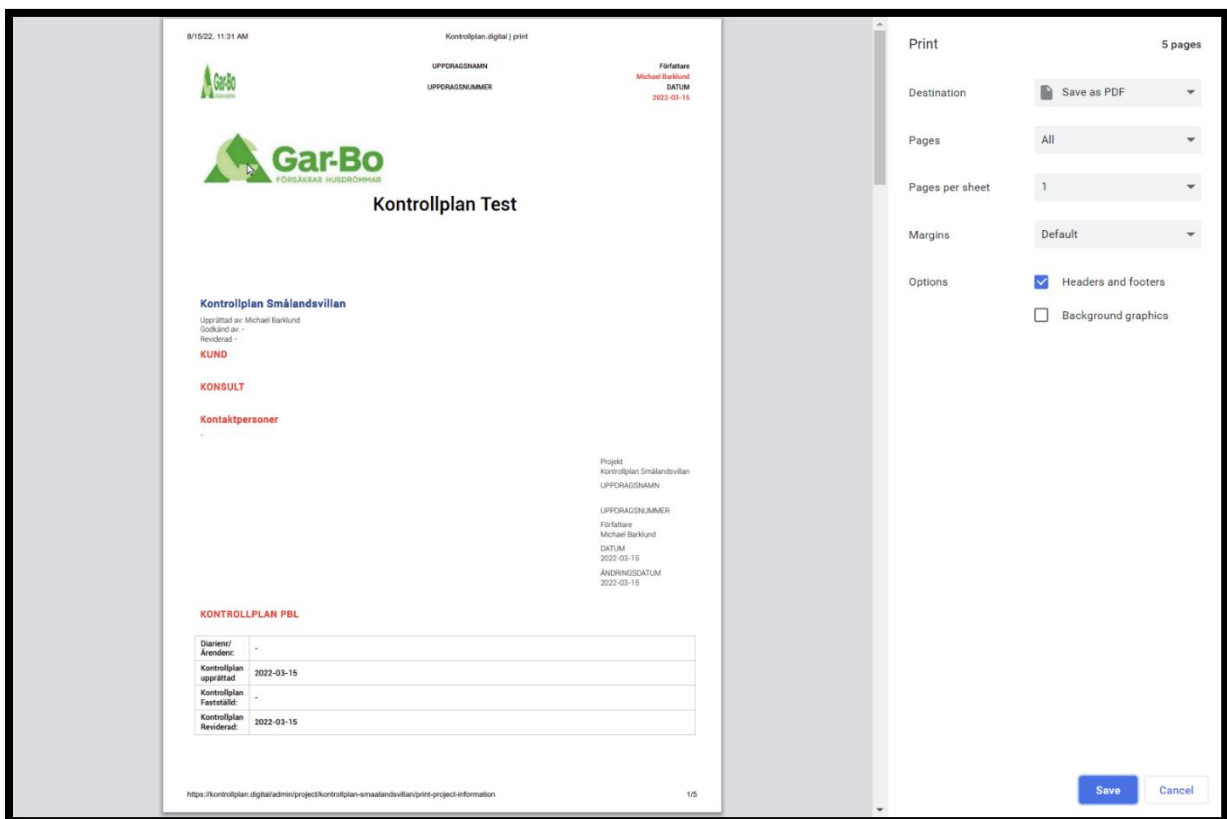 8/15/22, 11:31 AM
Kontrollplan.digital | print
Gar-Bo
UPPDRAGSNAMN
UPPDRAGSNUMMER
Författare
Michael Barklund
DATUM
2022-03-15
Gar-Bo
FÖRSÄKRAR HUSDRÖMMAR
Kontrollplan Test
Kontrollplan Smålandsvillan
Upprättad av: Michael Barklund
Godkänd av: -
Reviderad -
KUND
KONSULT
Kontaktpersoner
-
Projekt
Kontrollplan Smålandsvillan
UPPDRAGSNAMN
UPPDRAGSNUMMER
Författare
Michael Barklund
DATUM
2022-03-15
ÄNDRINGSDATUM
2022-03-15
KONTROLLPLAN PBL
Diarienr/
Ärendenr:
-
Kontrollplan
upprättad
2022-03-15
Kontrollplan
Fastställd:
-
Kontrollplan
Reviderad:
2022-03-15
https://kontrollplan.digital/admin/project/kontrollplan-smaalandsvillan/print-project-information
1/5
Print
5 pages
Destination
Save as PDF
Pages
All
Pages per sheet
1
Margins
Default
Options
Headers and footers
Background graphics
Save
Cancel